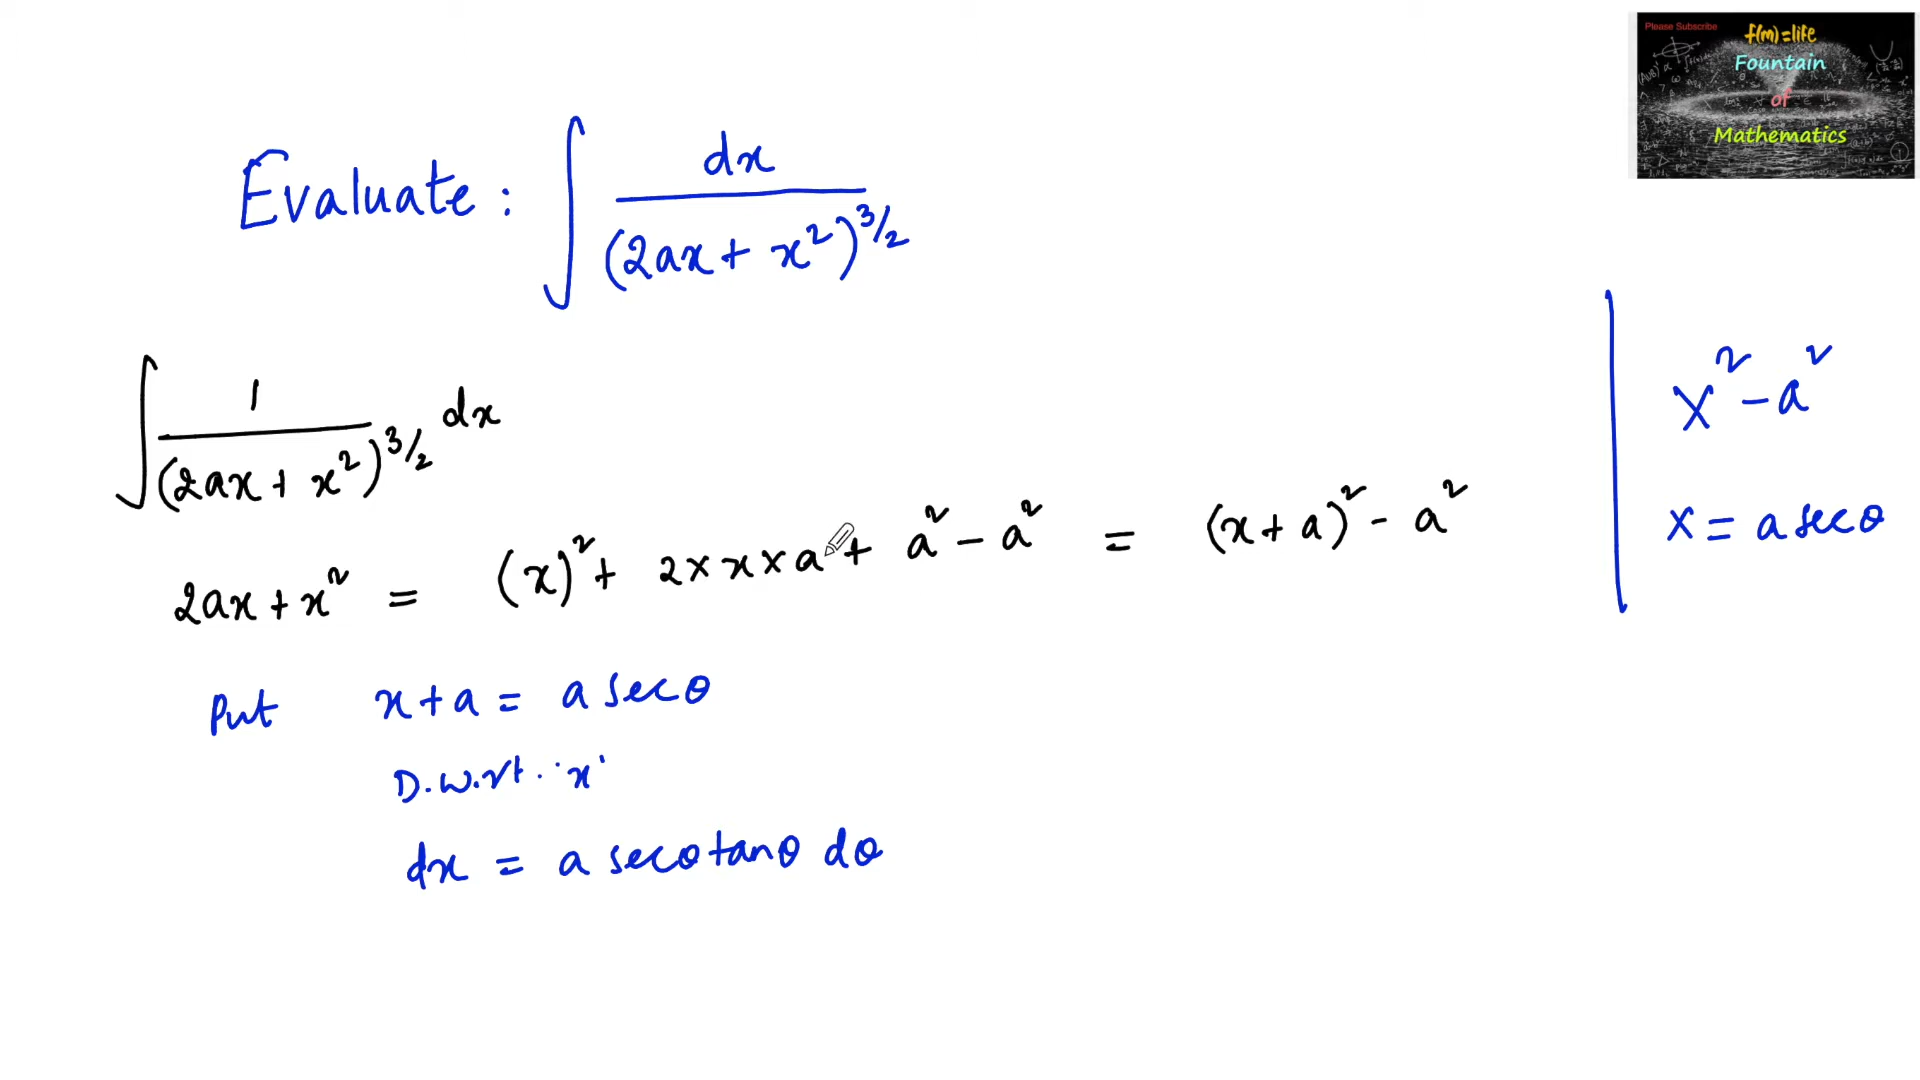 Please Subscribe
f(m)=life
Fountain
of
Mathematics
Evaluate : ∫ dx / (2ax + x²)^3/2
∫ 1 / (2ax + x²)^3/2 dx
x² - a²
x = a secθ
2ax + x² = (x)² + 2 × x × a + a² - a² = (x + a)² - a²
Put x + a = a secθ
D.w.r.t. 'x'
dx = a secθ tanθ dθ